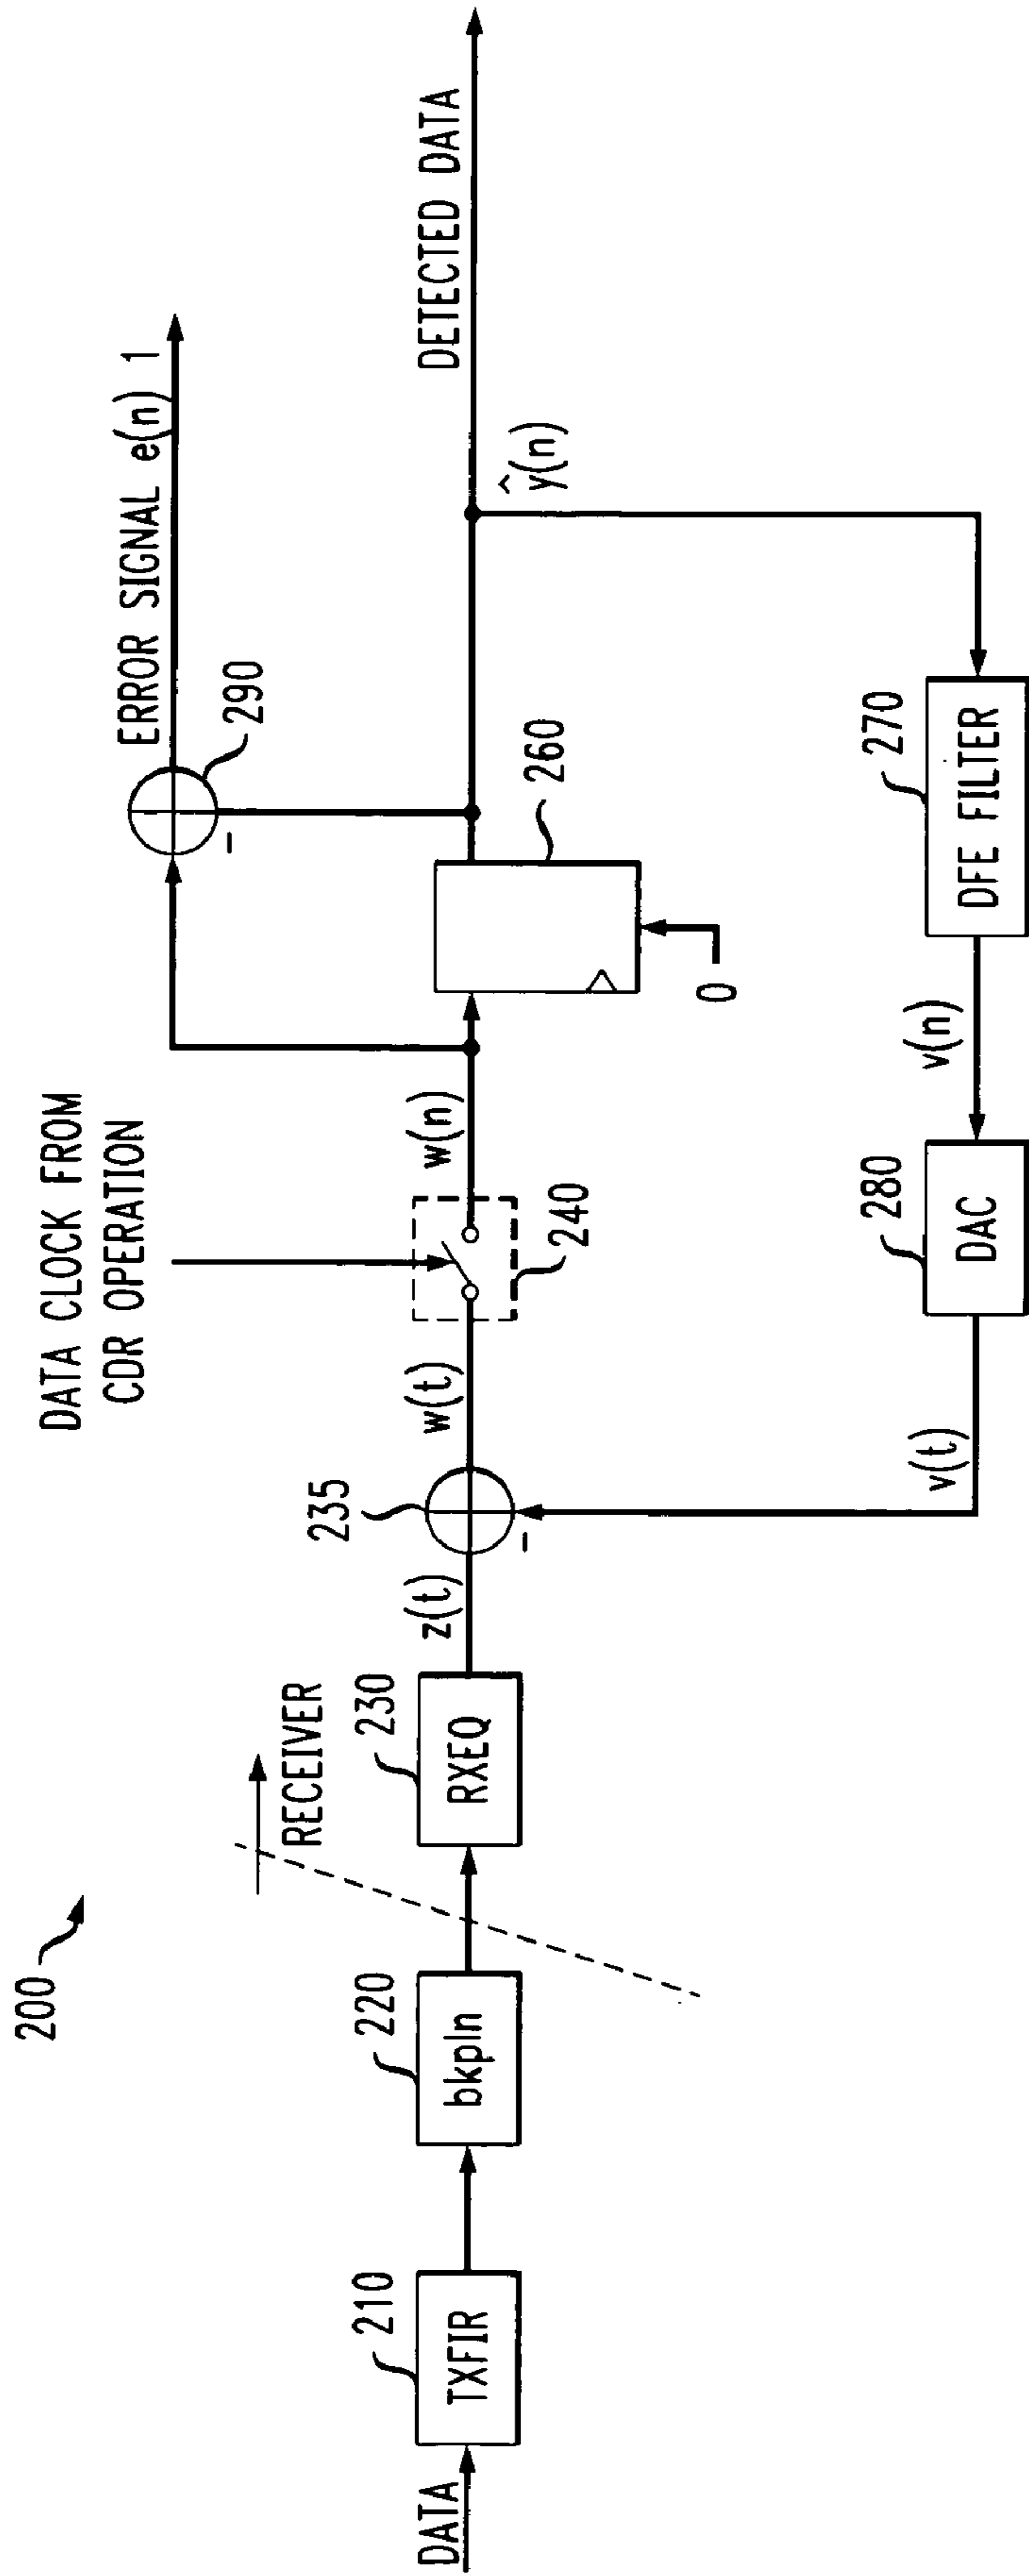 200
DATA CLOCK FROM
CDR OPERATION
ERROR SIGNAL e(n) 1
290
RECEIVER
DATA
TXFIR
210
bkpln
220
RXEQ
230
z(t)
235
w(t)
240
w(n)
260
0
DETECTED DATA
ŷ(n)
v(t)
DAC
280
v(n)
DFE FILTER
270
-
-